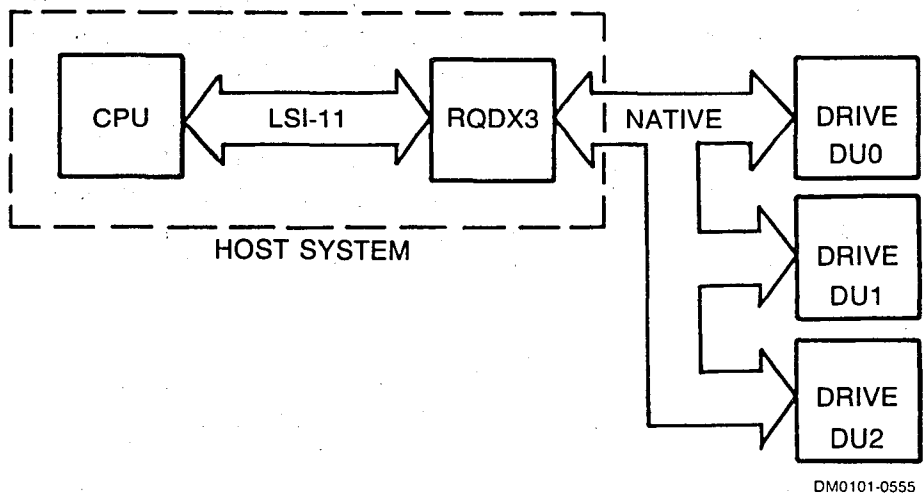 CPU
LSI-11
RQDX3
NATIVE
DRIVE
DU0
HOST SYSTEM
DRIVE
DU1
DRIVE
DU2
DM0101-0555